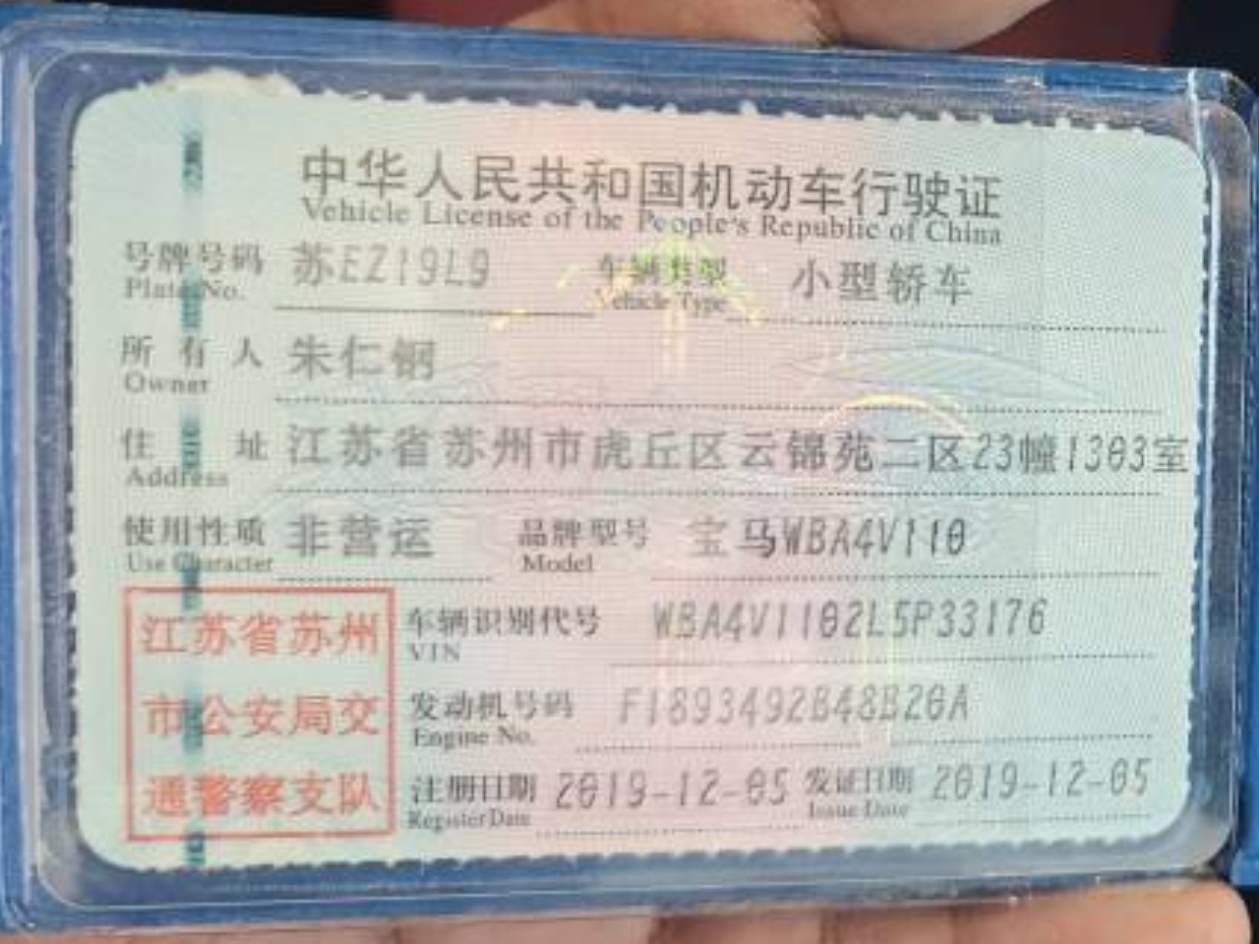 中华人民共和国机动车行驶证
Vehicle License of the People's Republic of China
号牌号码 苏EZ19L9 车辆类型 小型轿车
Plate No. Vehicle Type
所有人 朱仁钢
Owner
住址 江苏省苏州市虎丘区云锦苑二区23幢1303室
Address
使用性质 非营运 品牌型号 宝马WBA4V110
Use Character Model
江苏省苏州 车辆识别代号 WBA4V1102L5P33176
VIN
市公安局交 发动机号码 F1893492B48B20A
Engine No.
通警察支队 注册日期 2019-12-05 发证日期 2019-12-05
Register Date Issue Date